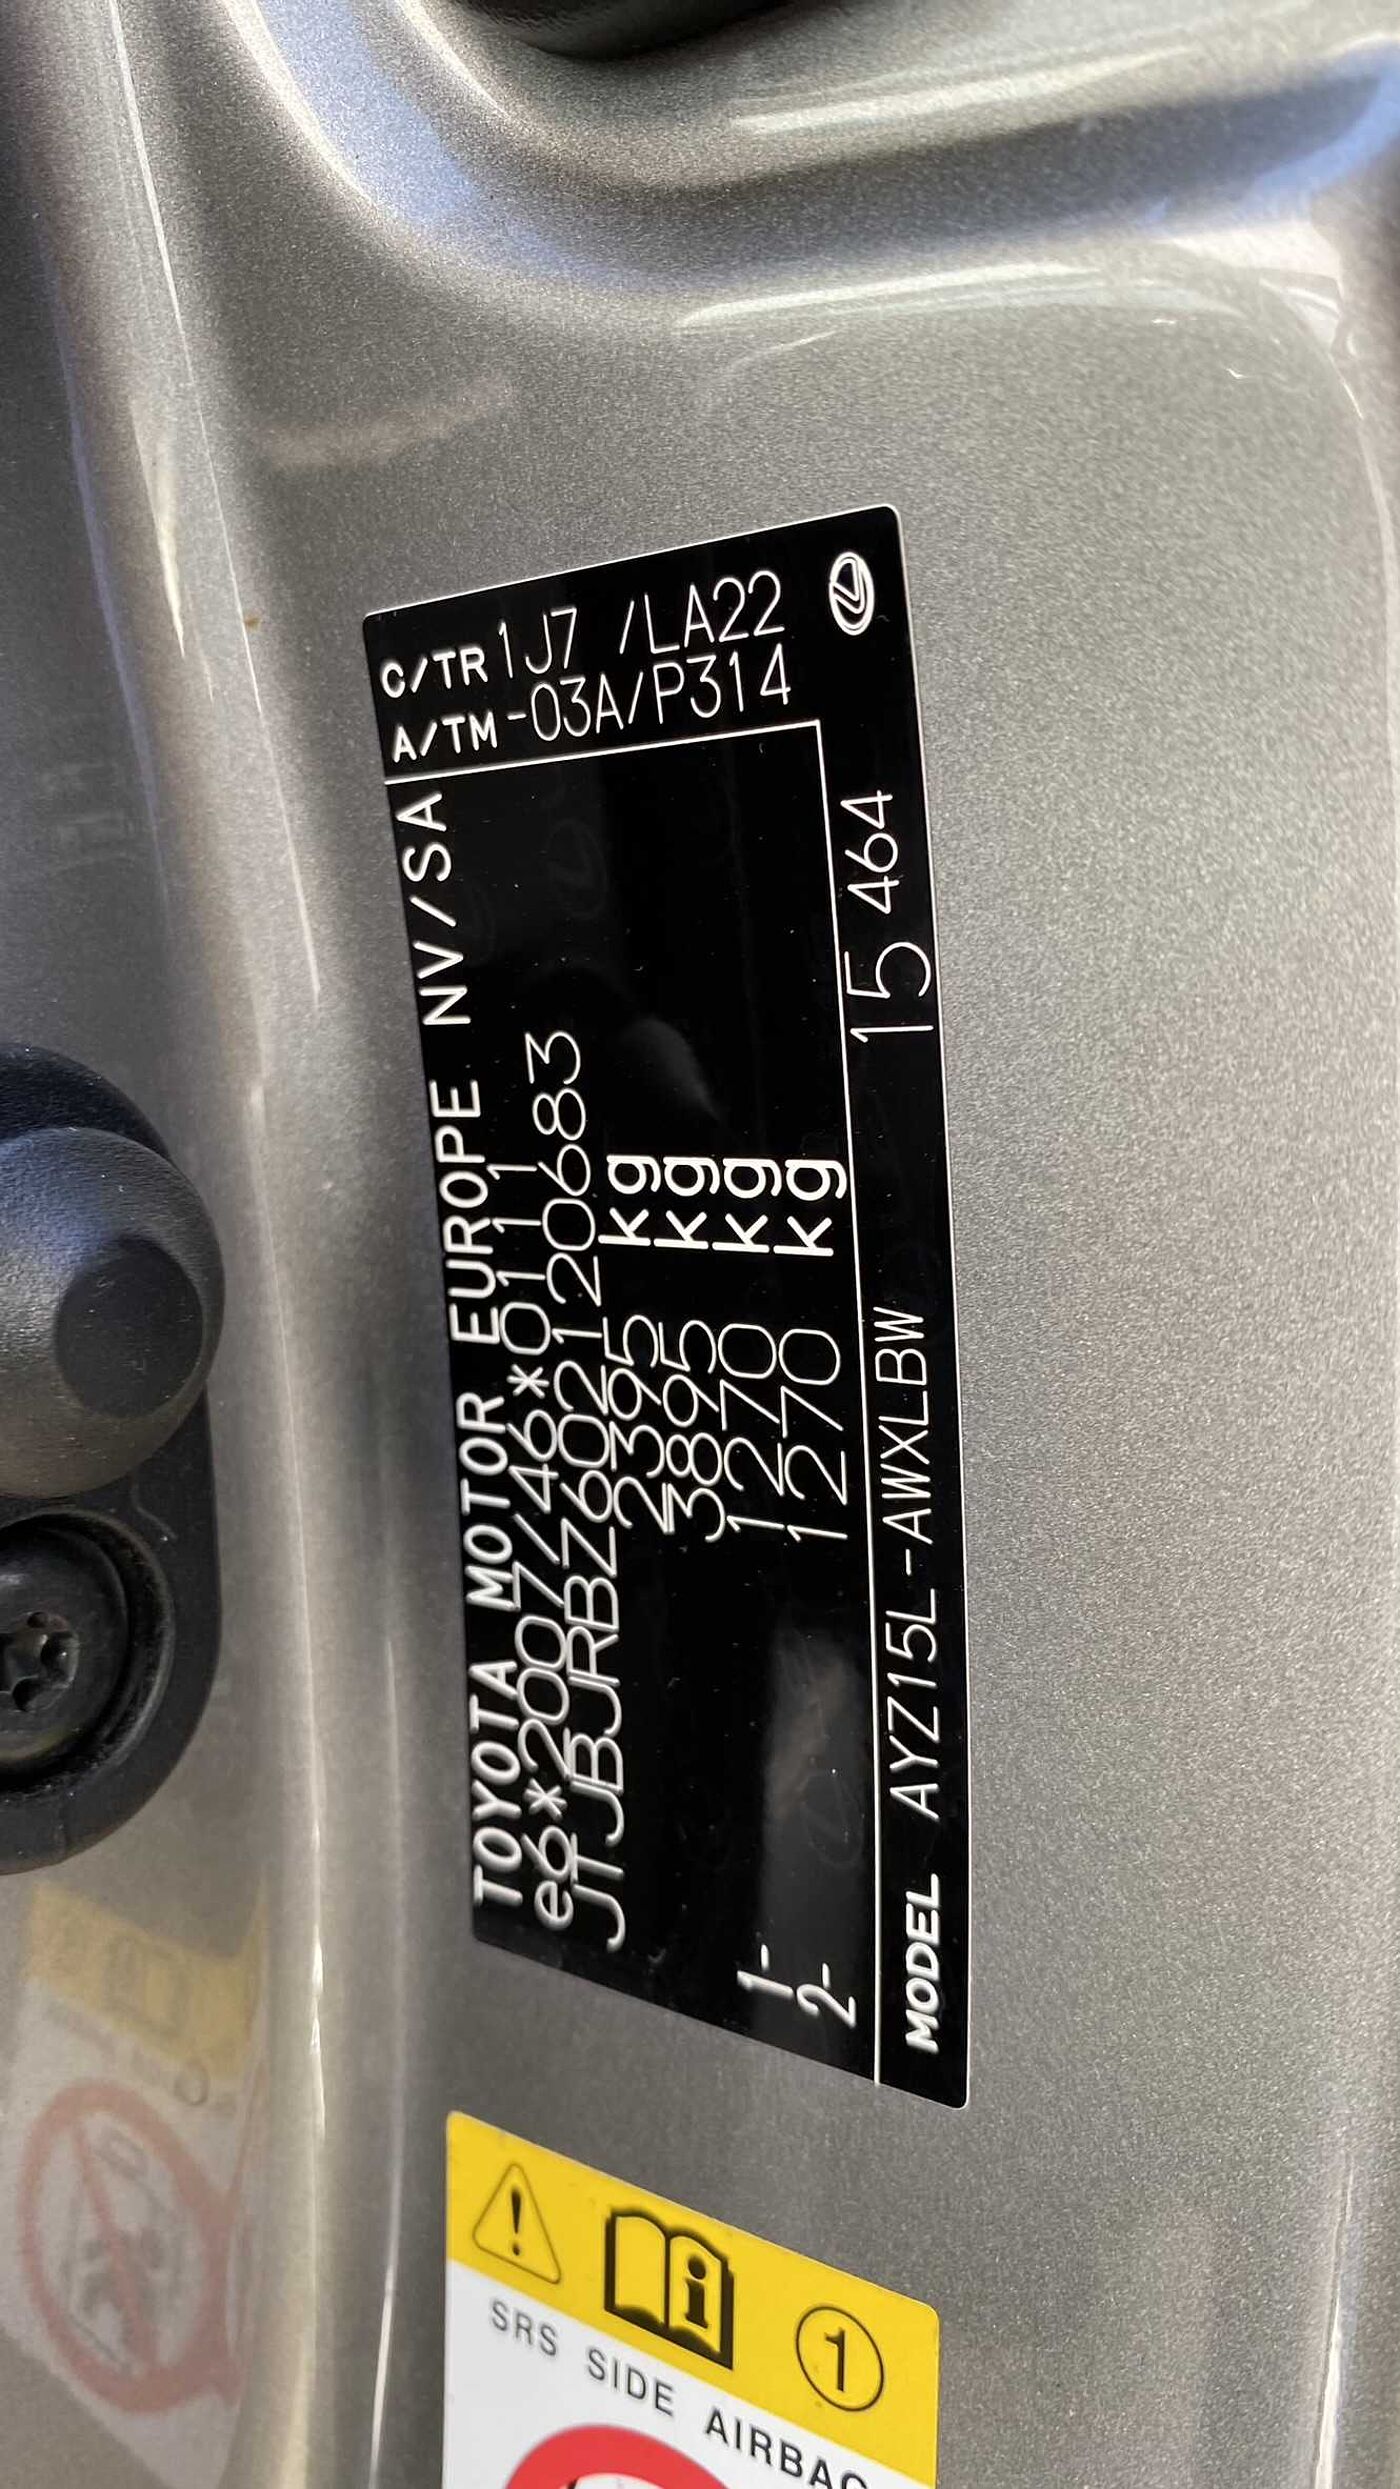 TOYOTA MOTOR EUROPE NV/SA
e6*2007/46*0111
JTJBJRBZ602120683
2395 kg
3895 kg
1- 1270 kg
2- 1270 kg
C/TR 1J7 /LA22
A/TM -03A/P314
MODEL AYZ15L-AWXLBW 15 464
1
SRS SIDE AIRBAG